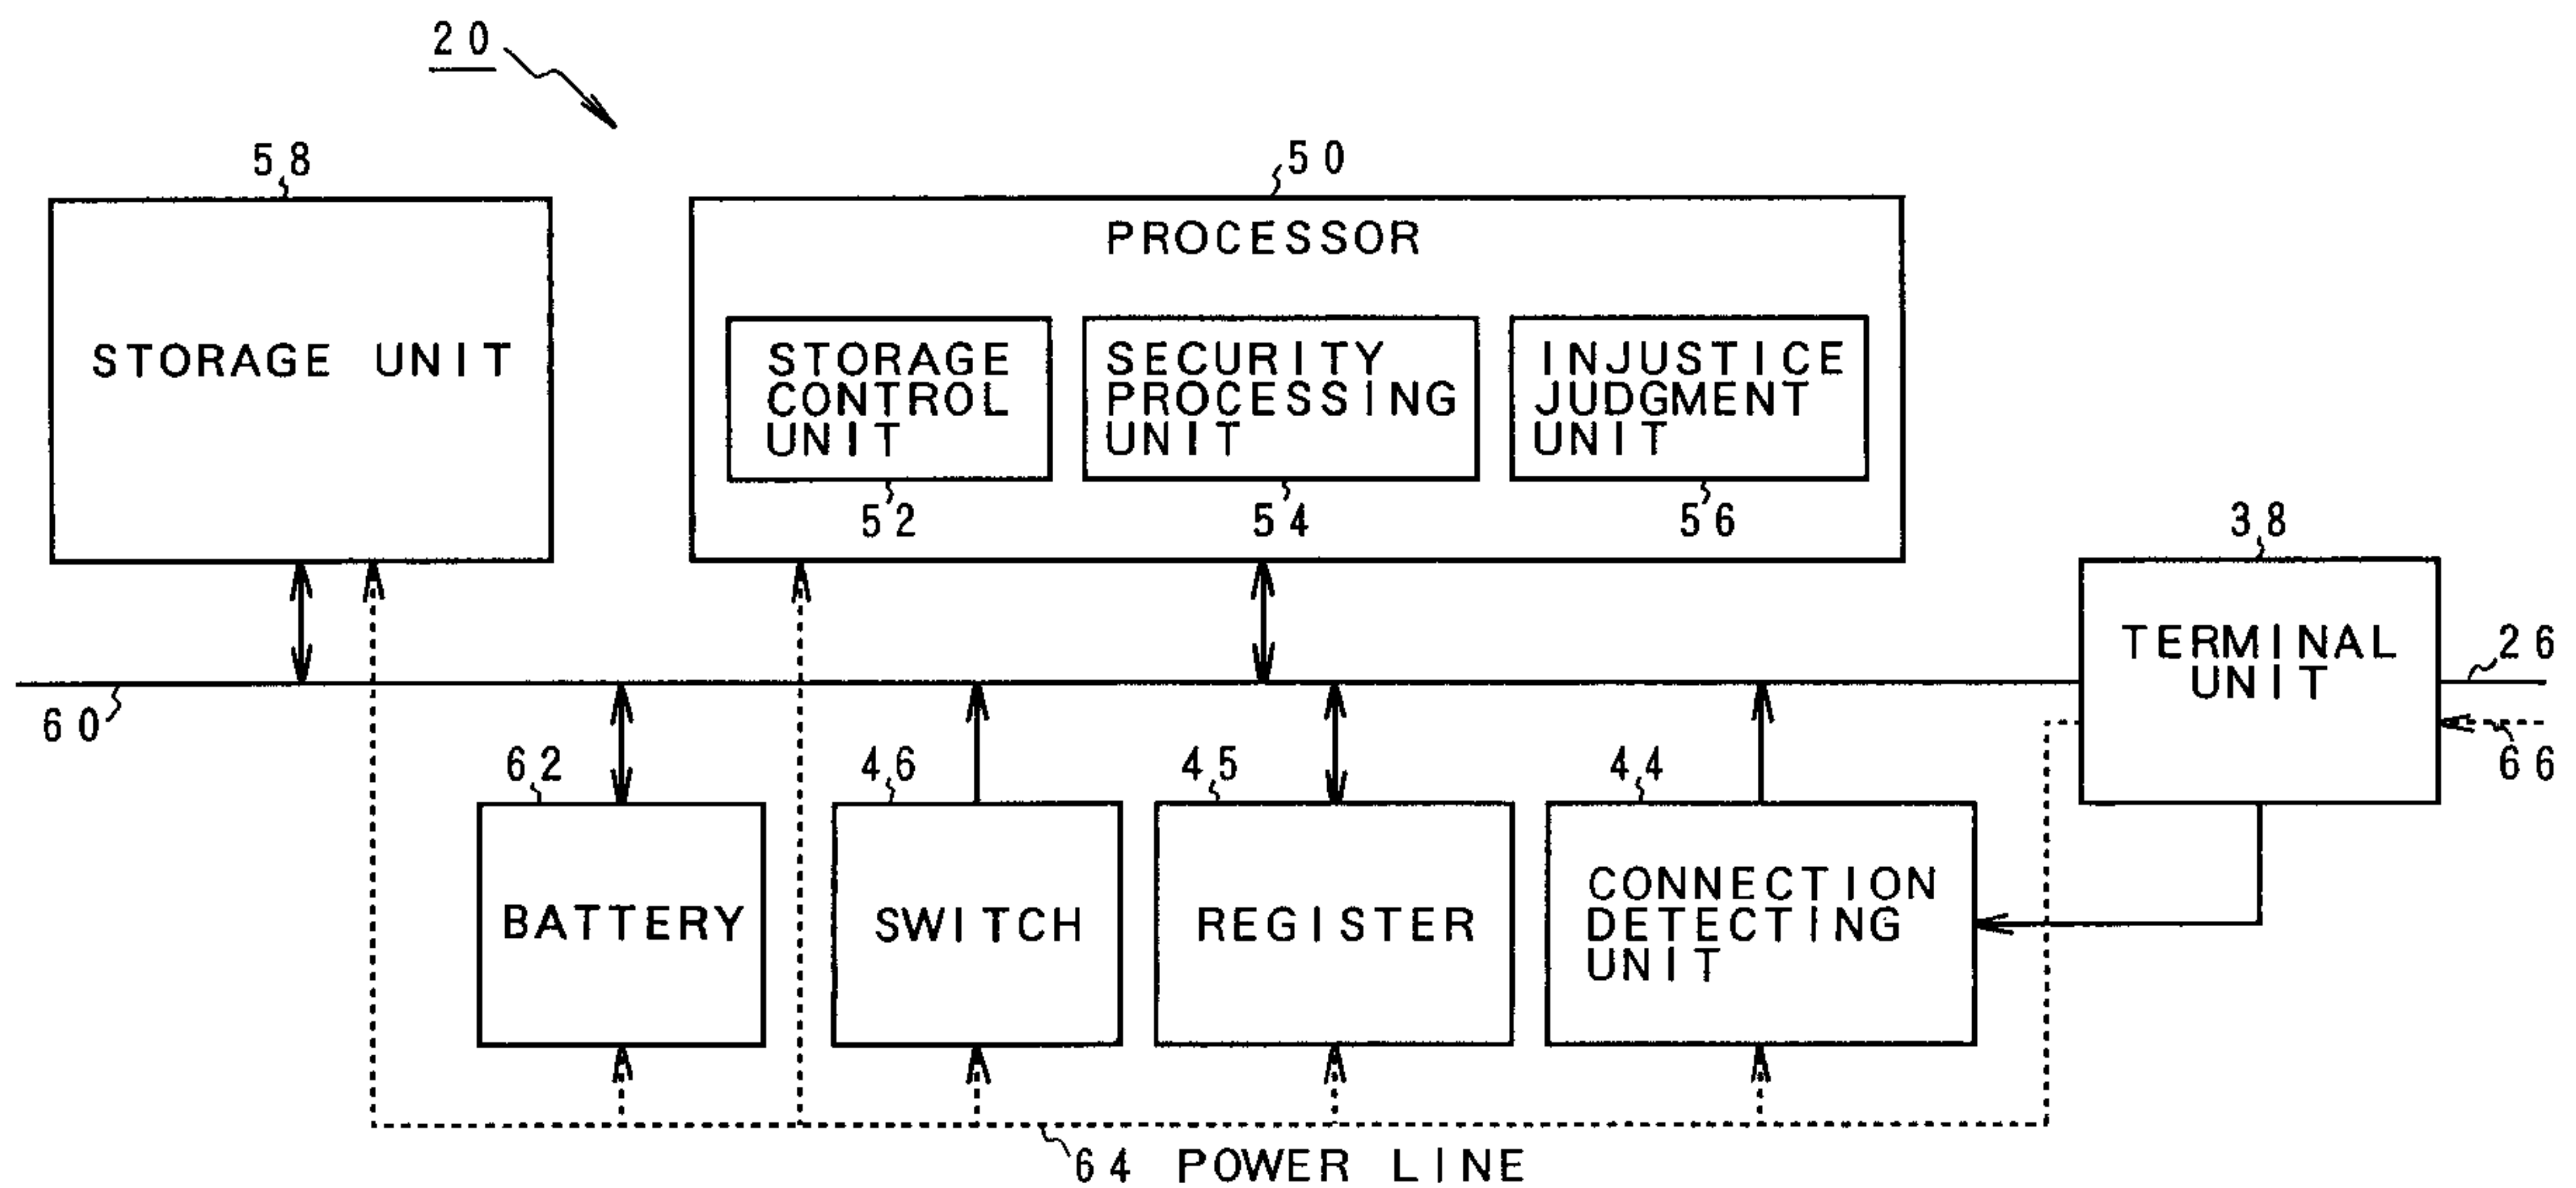 20
58
50
PROCESSOR
STORAGE UNIT
STORAGE
CONTROL
UNIT
SECURITY
PROCESSING
UNIT
INJUSTICE
JUDGMENT
UNIT
52
54
56
38
TERMINAL
UNIT
26
60
66
62
46
45
44
BATTERY
SWITCH
REGISTER
CONNECTION
DETECTING
UNIT
64 POWER LINE